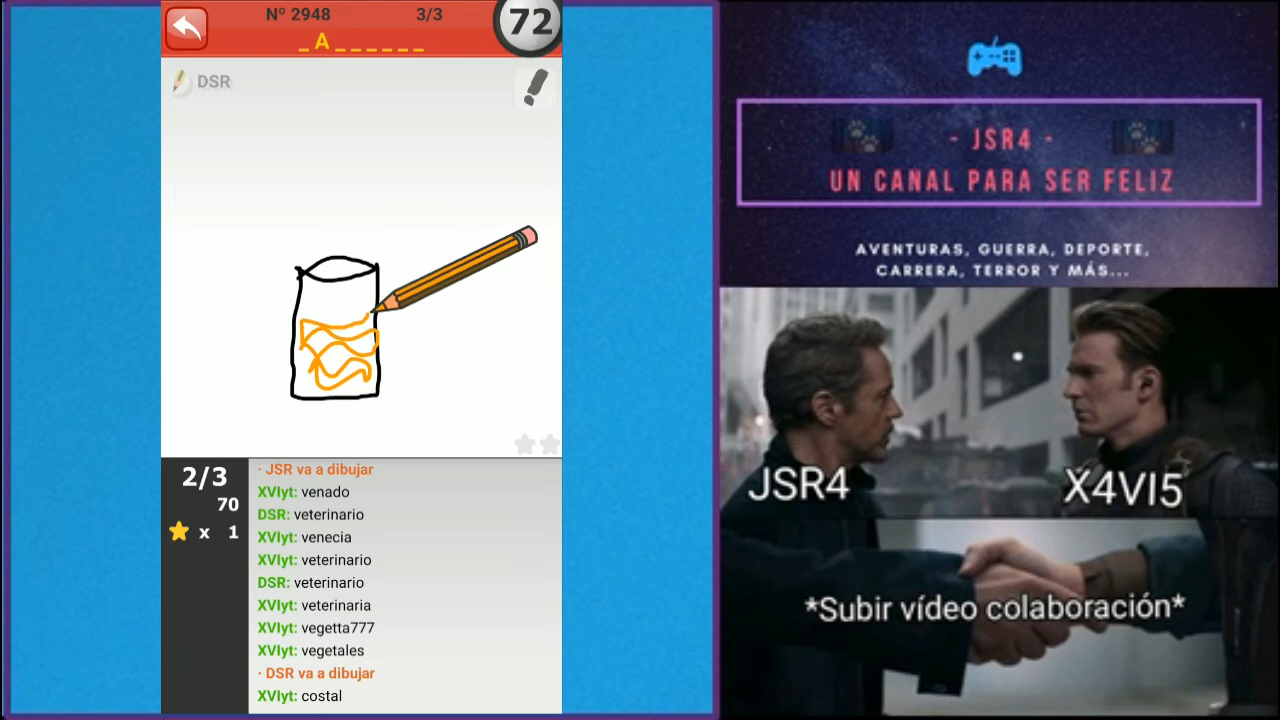 Nº 2948 3/3 72
_ A _ _ _ _ _ _
DSR
2/3
70
x 1
· JSR va a dibujar
XVIyt: venado
DSR: veterinario
XVIyt: venecia
XVIyt: veterinario
DSR: veterinario
XVIyt: veterinaria
XVIyt: vegetta777
XVIyt: vegetales
· DSR va a dibujar
XVIyt: costal
- JSR4 -
UN CANAL PARA SER FELIZ
AVENTURAS, GUERRA, DEPORTE,
CARRERA, TERROR Y MÁS...
JSR4 X4VI5
*Subir vídeo colaboración*